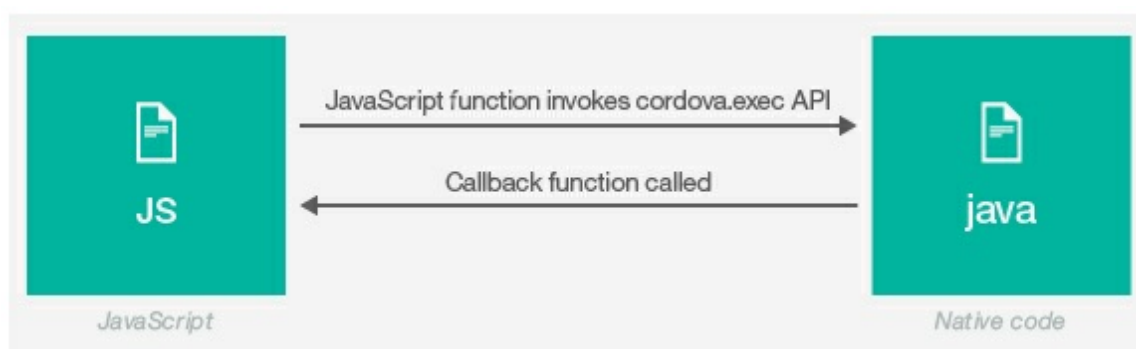 JavaScript function invokes cordova.exec API
Callback function called
JS
java
JavaScript
Native code